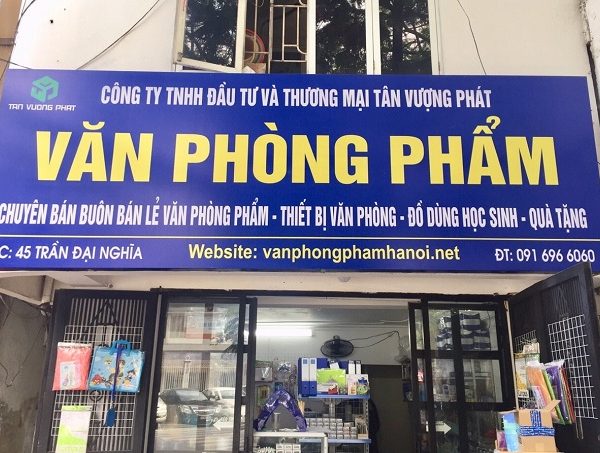 TAN VUONG PHAT
CÔNG TY TNHH ĐẦU TƯ VÀ THƯƠNG MẠI TÂN VƯỢNG PHÁT
VĂN PHÒNG PHẨM
CHUYÊN BÁN BUÔN BÁN LẺ VĂN PHÒNG PHẨM - THIẾT BỊ VĂN PHÒNG - ĐỒ DÙNG HỌC SINH - QUÀ TẶNG
C: 45 TRẦN ĐẠI NGHĨA
Website: vanphongphamhanoi.net
ĐT: 091 696 6060